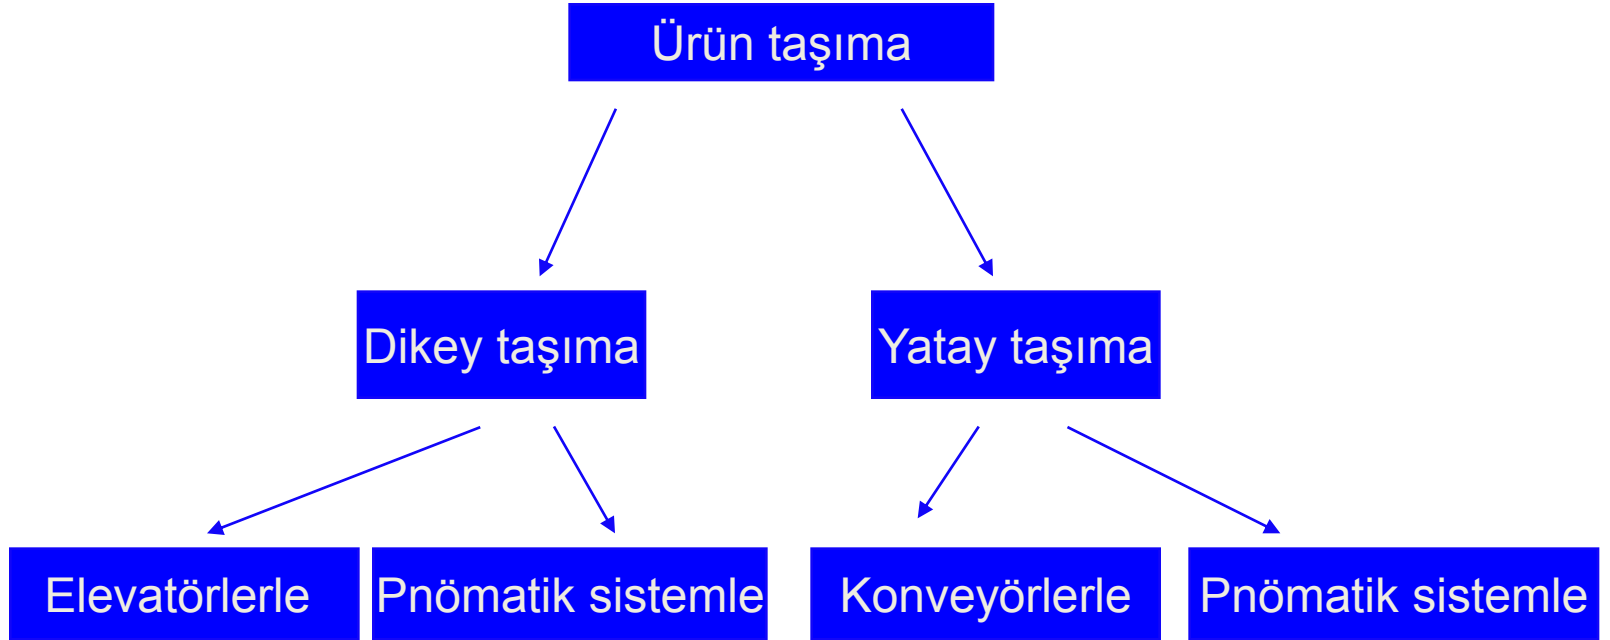 Ürün taşıma
Dikey taşıma
Yatay taşıma
Elevatörlerle
Pnömatik sistemle
Konveyörlerle
Pnömatik sistemle